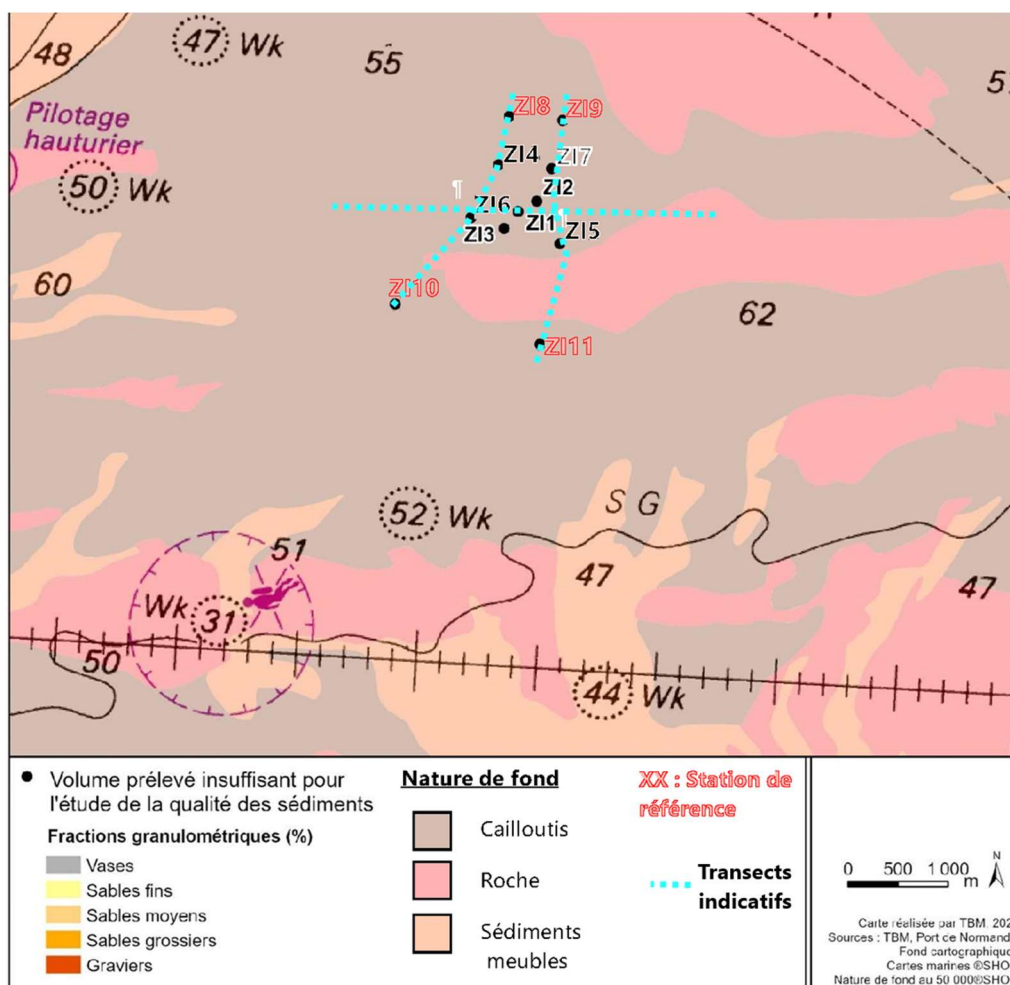 47 Wk
48
55
Pilotage
hauturier
50 Wk
ZI8
ZI9
ZI4
ZI7
ZI2
ZI6
ZI1
ZI3
ZI5
60
ZI10
62
ZI11
S G
52 Wk
51
47
47
Wk 31
50
44 Wk
Volume prélevé insuffisant pour
l'étude de la qualité des sédiments
Fractions granulométriques (%)
Vases
Sables fins
Sables moyens
Sables grossiers
Graviers
Nature de fond
Cailloutis
Roche
Sédiments
meubles
XX : Station de
référence
Transects
indicatifs
0 500 1 000
m
N
Carte réalisée par TBM, 202
Sources : TBM, Port de Normand
Fond cartographique
Cartes marines ©SHO
Nature de fond au 50 000©SHO